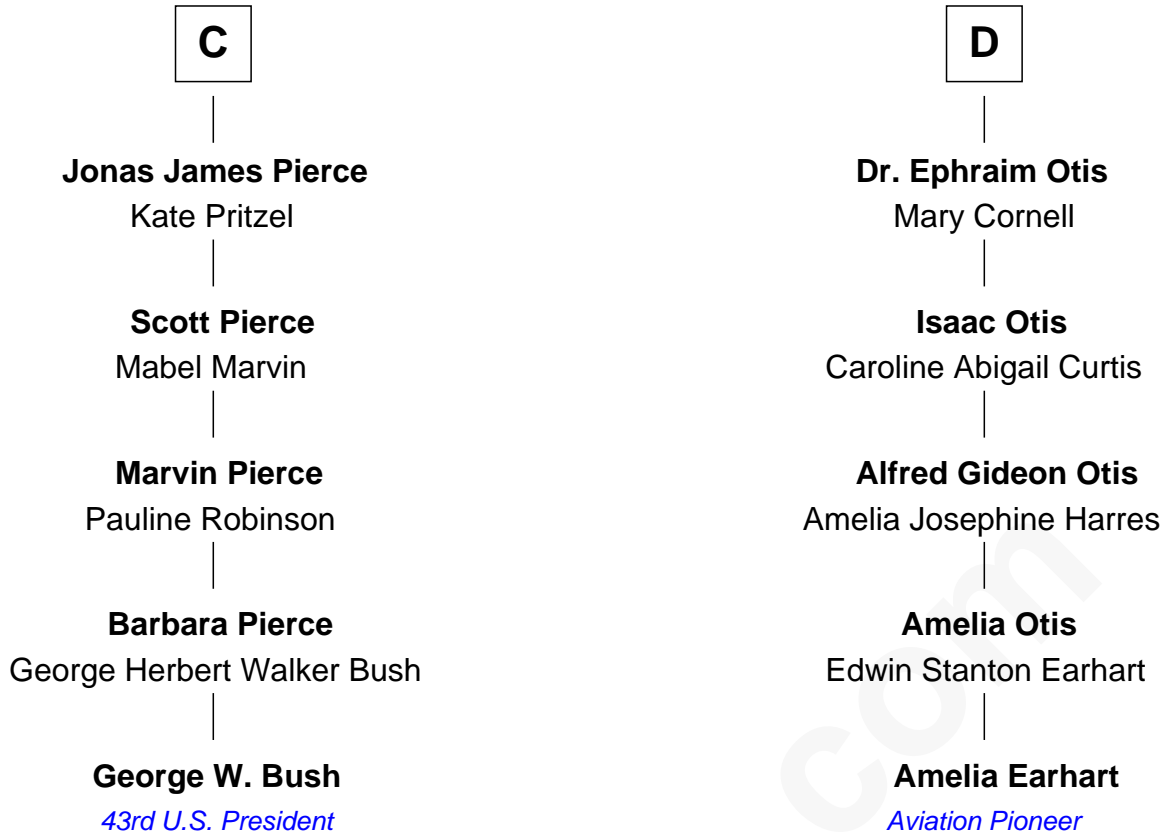 C
Jonas James Pierce
Kate Pritzel
Scott Pierce
Mabel Marvin
Marvin Pierce
Pauline Robinson
Barbara Pierce
George Herbert Walker Bush
George W. Bush
43rd U.S. President
D
Dr. Ephraim Otis
Mary Cornell
Isaac Otis
Caroline Abigail Curtis
Alfred Gideon Otis
Amelia Josephine Harres
Amelia Otis
Edwin Stanton Earhart
Amelia Earhart
Aviation Pioneer
com